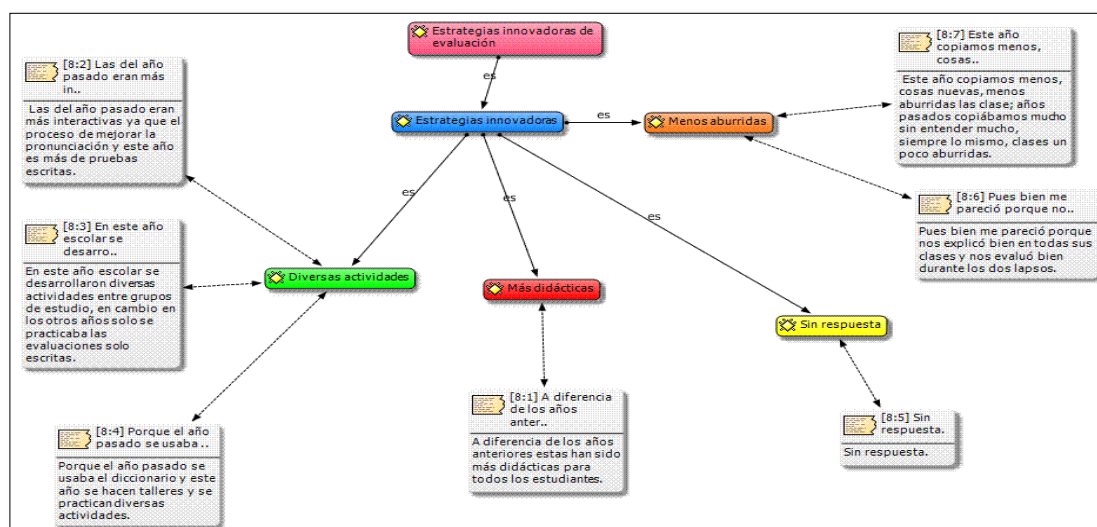 Estrategias innovadoras de
evaluación
es
Estrategias innovadoras
es
Menos aburridas
[8:7] Este año
copiamos menos,
cosas..
Este año copiamos menos,
cosas nuevas, menos
aburridas las clase; años
pasados copiábamos mucho
sin entender mucho,
siempre lo mismo, clases un
poco aburridas.
[8:6] Pues bien me
pareció porque no..
Pues bien me pareció porque
nos explicó bien en todas sus
clases y nos evaluó bien
durante los dos lapsos.
[8:2] Las del año
pasado eran más
in..
Las del año pasado eran
más interactivas ya que el
proceso de mejorar la
pronunciación y este año
es más de pruebas
escritas.
[8:3] En este año
escolar se
desarro..
En este año escolar se
desarrollaron diversas
actividades entre grupos
de estudio, en cambio en
los otros años solo se
practicaba las
evaluaciones solo
escritas.
es
Diversas actividades
es
Más didácticas
es
Sin respuesta
[8:4] Porque el año
pasado se usaba ..
Porque el año pasado se
usaba el diccionario y este
año se hacen talleres y se
practican diversas
actividades.
[8:1] A diferencia
de los años
anter..
A diferencia de los años
anteriores estas han sido
más didácticas para
todos los estudiantes.
[8:5] Sin
respuesta.
Sin respuesta.